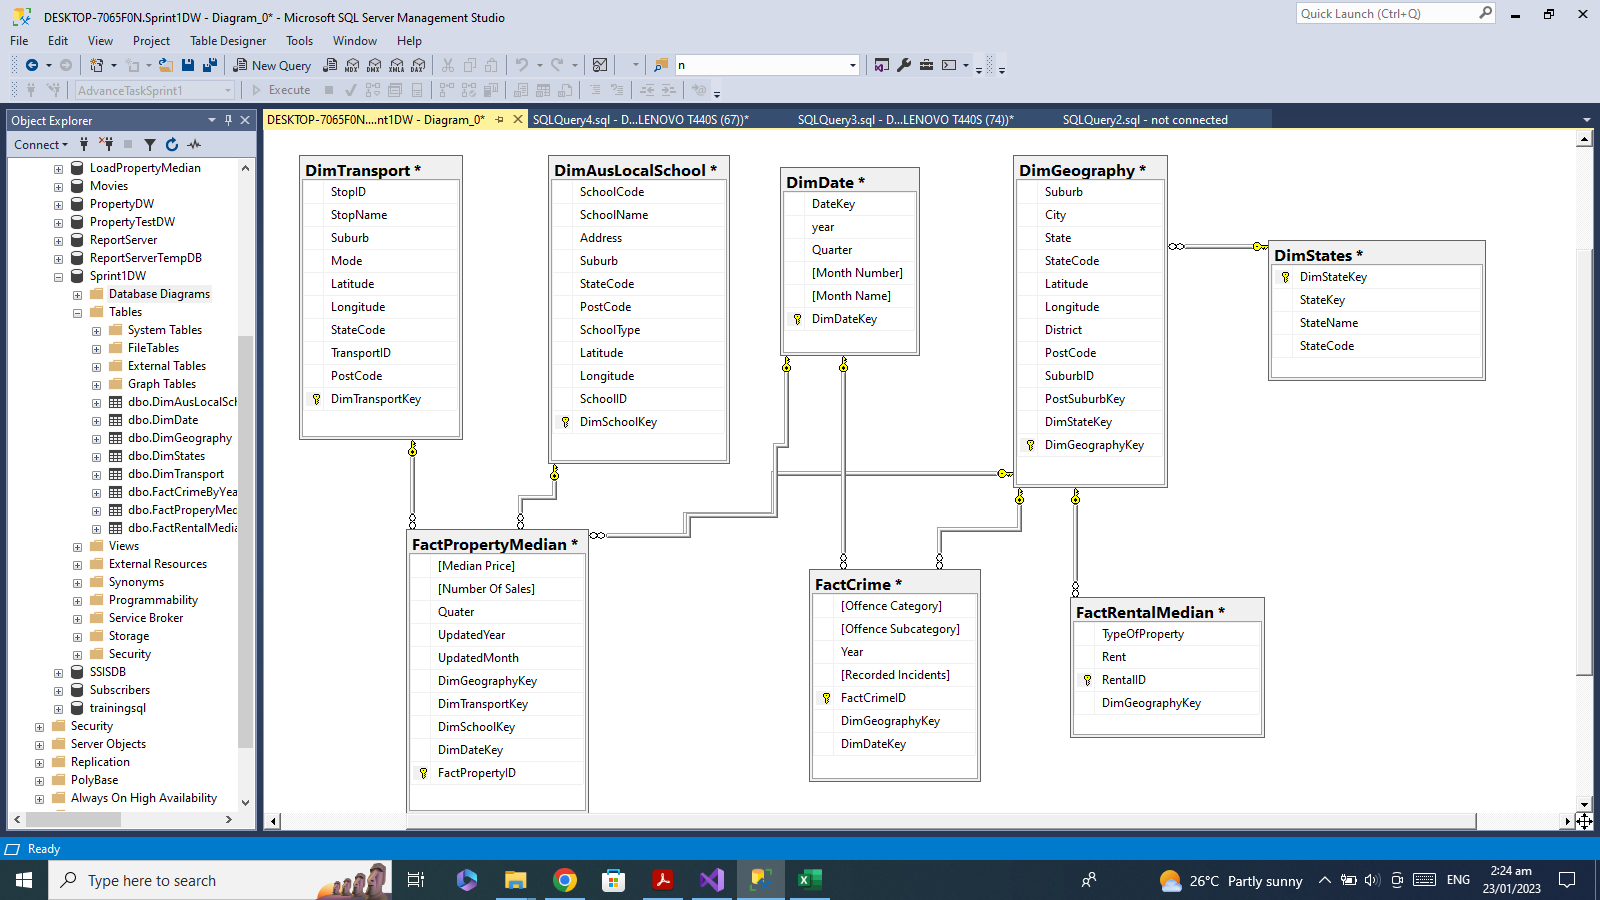 DESKTOP-7065F0N.Sprint1DW - Diagram_0* - Microsoft SQL Server Management Studio
Quick Launch (Ctrl+Q)
File Edit View Project Table Designer Tools Window Help
New Query
MDX DMX XMLA DAX
n
AdvanceTaskSprint1
Execute
Object Explorer
DESKTOP-7065F0N....nt1DW - Diagram_0*
SQLQuery4.sql - D...LENOVO T440S (67))*
SQLQuery3.sql - D...LENOVO T440S (74))*
SQLQuery2.sql - not connected
Connect
LoadPropertyMedian
Movies
PropertyDW
PropertyTestDW
ReportServer
ReportServerTempDB
Sprint1DW
Database Diagrams
Tables
System Tables
FileTables
External Tables
Graph Tables
dbo.DimAusLocalSch
dbo.DimDate
dbo.DimGeography
dbo.DimStates
dbo.DimTransport
dbo.FactCrimeByYea
dbo.FactProperyMed
dbo.FactRentalMedia
Views
External Resources
Synonyms
Programmability
Service Broker
Storage
Security
SSISDB
Subscribers
trainingsql
Security
Server Objects
Replication
PolyBase
Always On High Availability
DimTransport *
StopID
StopName
Suburb
Mode
Latitude
Longitude
StateCode
TransportID
PostCode
DimTransportKey
DimAusLocalSchool *
SchoolCode
SchoolName
Address
Suburb
StateCode
PostCode
SchoolType
Latitude
Longitude
SchoolID
DimSchoolKey
DimDate *
DateKey
year
Quarter
[Month Number]
[Month Name]
DimDateKey
DimGeography *
Suburb
City
State
StateCode
Latitude
Longitude
District
PostCode
SuburbID
PostSuburbKey
DimStateKey
DimGeographyKey
DimStates *
DimStateKey
StateKey
StateName
StateCode
FactPropertyMedian *
[Median Price]
[Number Of Sales]
Quater
UpdatedYear
UpdatedMonth
DimGeographyKey
DimTransportKey
DimSchoolKey
DimDateKey
FactPropertyID
FactCrime *
[Offence Category]
[Offence Subcategory]
Year
[Recorded Incidents]
FactCrimeID
DimGeographyKey
DimDateKey
FactRentalMedian *
TypeOfProperty
Rent
RentalID
DimGeographyKey
Ready
Type here to search
26°C Partly sunny
ENG
2:24 am
23/01/2023